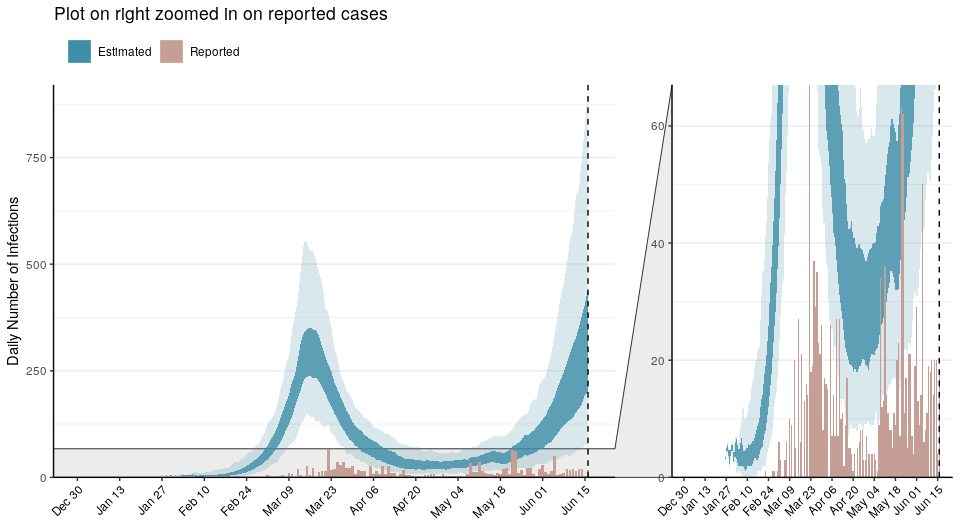 Plot on right zoomed in on reported cases
Estimated Reported
Daily Number of Infections
750
500
250
0
Dec 30 Jan 13 Jan 27 Feb 10 Feb 24 Mar 09 Mar 23 Apr 06 Apr 20 May 04 May 18 Jun 01 Jun 15
60
40
20
0
Dec 30 Jan 13 Jan 27 Feb 10 Feb 24 Mar 09 Mar 23 Apr 06 Apr 20 May 04 May 18 Jun 01 Jun 15